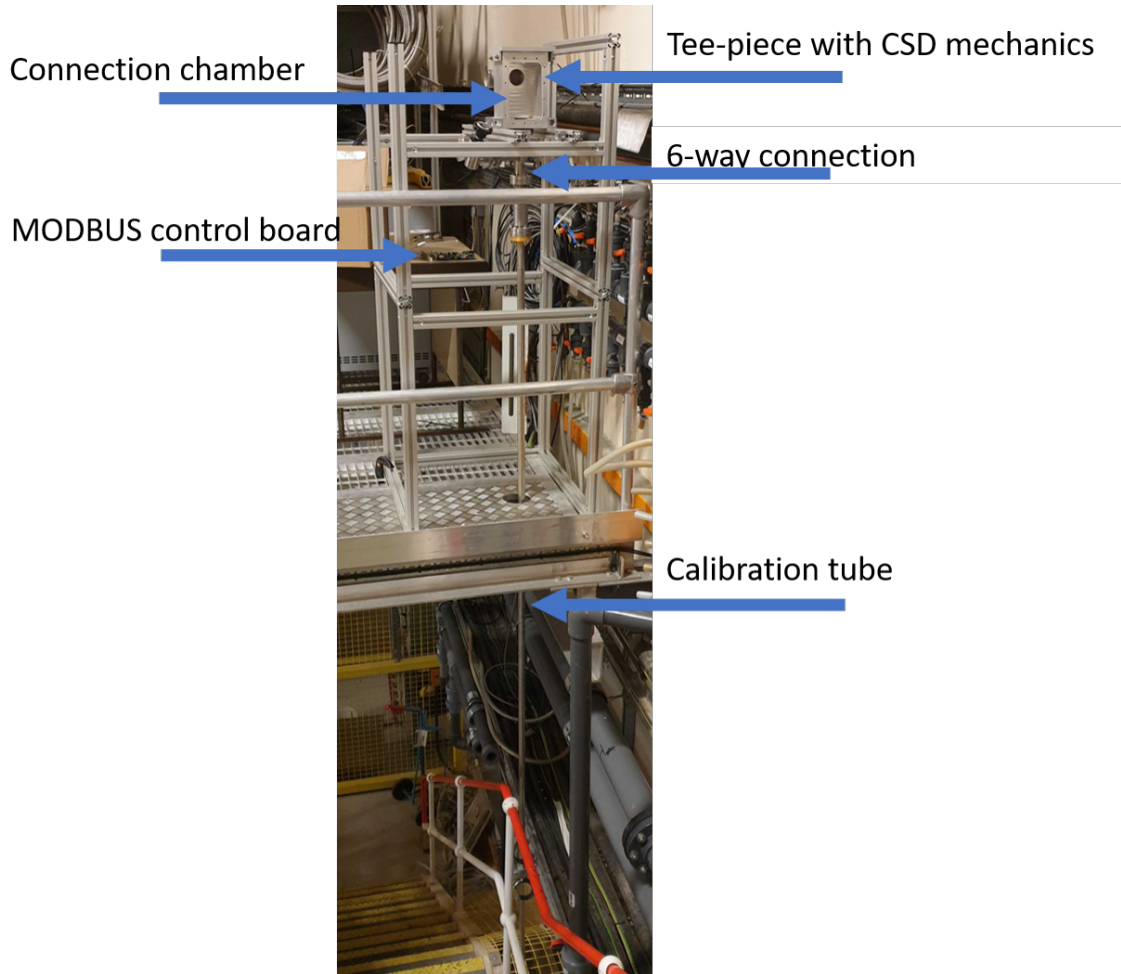 Connection chamber
Tee-piece with CSD mechanics
6-way connection
MODBUS control board
Calibration tube